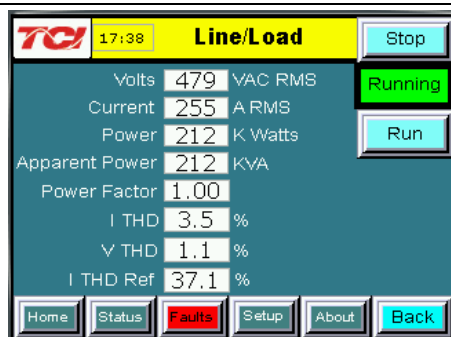 TCI 17:38 Line/Load Stop
Volts 479 VAC RMS Running
Current 255 A RMS
Power 212 K Watts Run
Apparent Power 212 KVA
Power Factor 1.00
I THD 3.5 %
V THD 1.1 %
I THD Ref 37.1 %
Home Status Faults Setup About Back